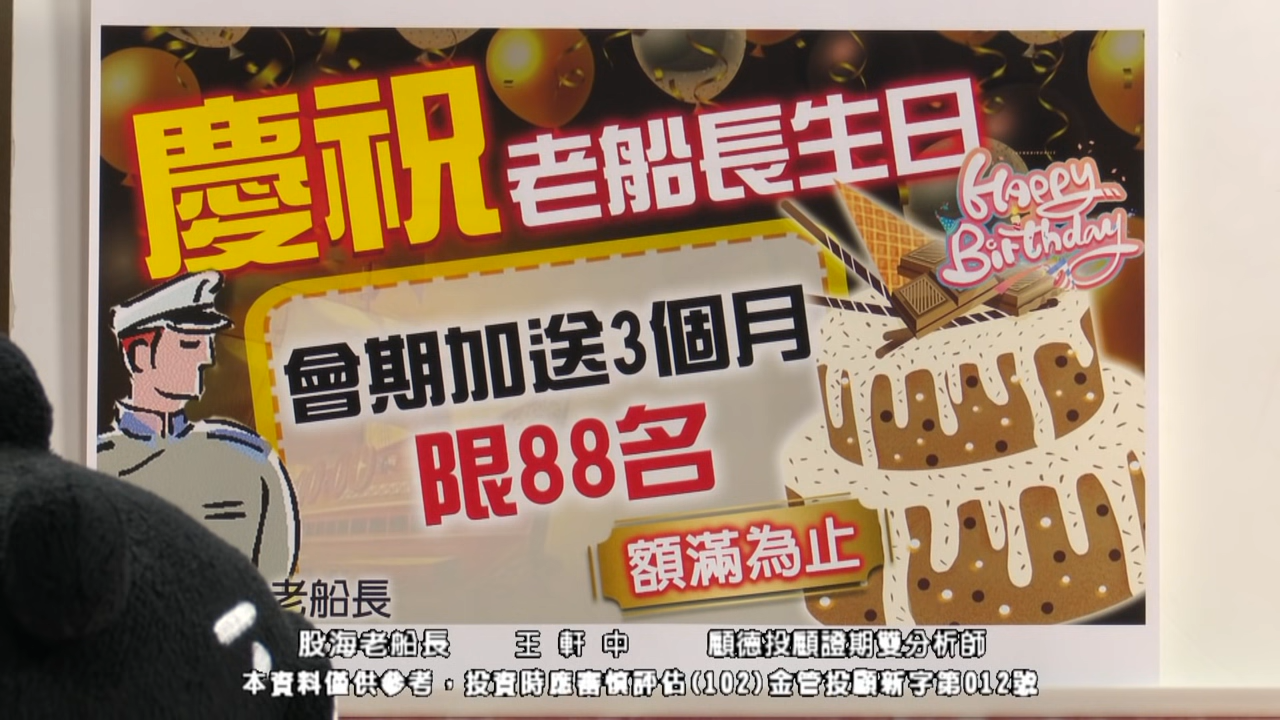 慶祝老船長生日
Happy
Birthday
會期加送3個月
限88名
額滿為止
老船長
股海老船長 王軒中 顧德投顧證期雙分析師
本資料僅供參考,投資時應審慎評估(102)金管投顧新字第012號